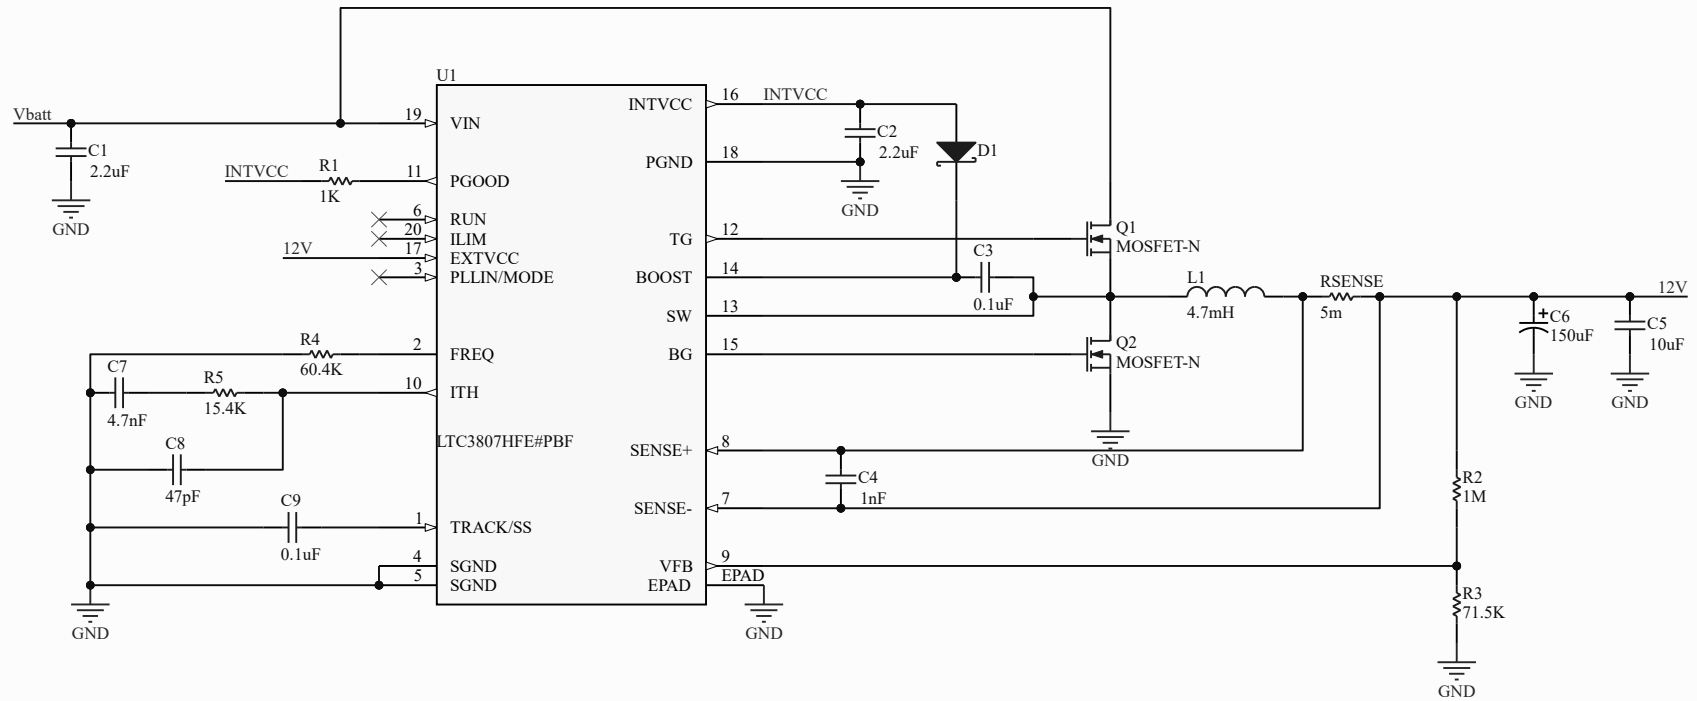 U1
Vbatt
19
VIN
C1
2.2uF
GND
INTVCC
R1
1K
11
PGOOD
6
RUN
20
ILIM
12V
17
EXTVCC
3
PLLIN/MODE
R4
60.4K
2
FREQ
C7
4.7nF
R5
15.4K
10
ITH
C8
47pF
LTC3807HFE#PBF
C9
0.1uF
1
TRACK/SS
4
SGND
5
SGND
GND
INTVCC
16
INTVCC
C2
2.2uF
D1
PGND
18
GND
TG
12
Q1
MOSFET-N
BOOST
14
C3
0.1uF
SW
13
L1
4.7mH
RSENSE
5m
12V
BG
15
Q2
MOSFET-N
GND
C6
150uF
GND
C5
10uF
GND
SENSE+
8
C4
1nF
SENSE-
7
R2
1M
VFB
9
EPAD
EPAD
GND
R3
71.5K
GND